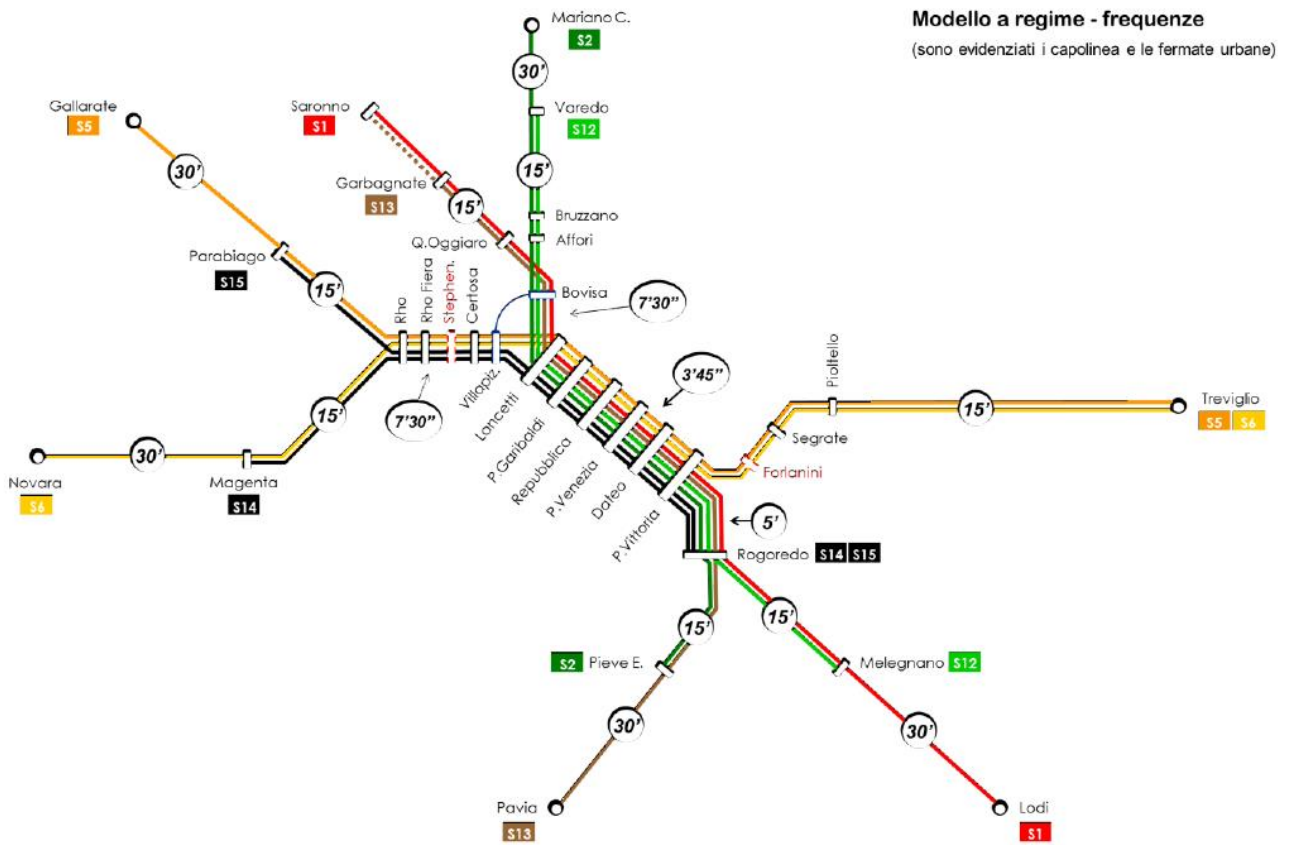 Modello a regime - frequenze
(sono evidenziati i capolinea e le fermate urbane)
Mariano C.
S2
30'
Gallarate
S5
Saronno
S1
Varedo
S12
30'
15'
Garbagnate
S13
15'
Bruzzano
Affori
Q.Oggiaro
Parabiago
S15
15'
Rho
Rho Fiera
Stephen.
Certosa
Bovisa
7'30"
Villapiz.
Lancetti
P.Garibaldi
Repubblica
P.Venezia
Dateo
P.Vittoria
3'45"
7'30"
Pioltello
Segrate
Forlanini
15'
Treviglio
S5 S6
15'
30'
Novara
S6
Magenta
S14
5'
Rogoredo S14 S15
15'
15'
S2 Pieve E.
Melegnano S12
30'
30'
Pavia
S13
Lodi
S1